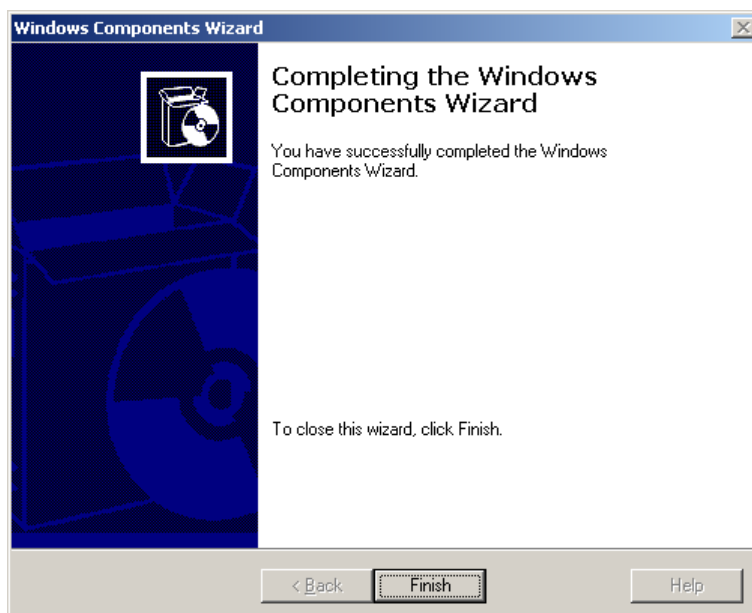 Windows Components Wizard
Completing the Windows
Components Wizard
You have successfully completed the Windows
Components Wizard.
To close this wizard, click Finish.
< Back
Finish
Help